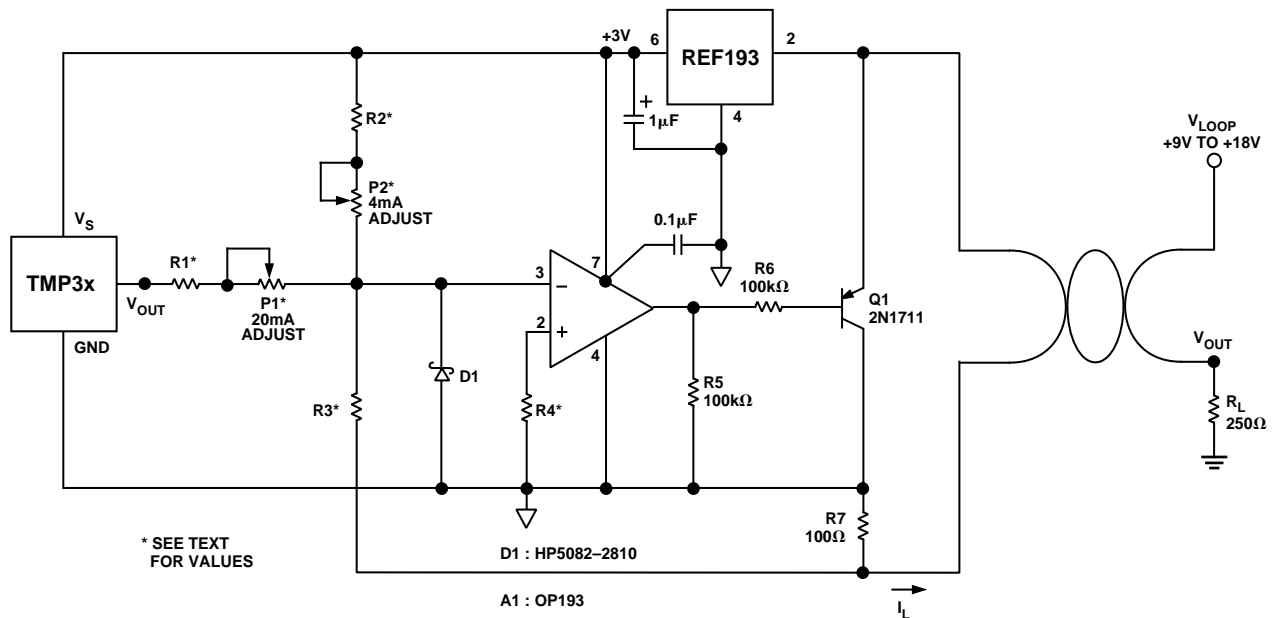 +3V
6
REF193
2
4
+
1µF
R2*
P2*
4mA
ADJUST
V_LOOP
+9V TO +18V
V_S
TMP3x
V_OUT
GND
R1*
P1*
20mA
ADJUST
0.1µF
3
7
−
2
+
4
R6
100kΩ
Q1
2N1711
D1
R3*
R4*
R5
100kΩ
V_OUT
R_L
250Ω
R7
100Ω
* SEE TEXT
FOR VALUES
D1 : HP5082–2810
A1 : OP193
I_L